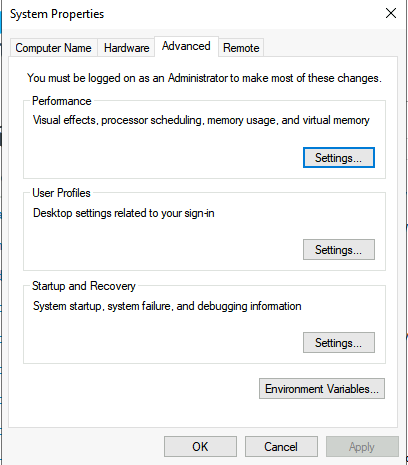 System Properties
Computer Name Hardware Advanced Remote
You must be logged on as an Administrator to make most of these changes.
Performance
Visual effects, processor scheduling, memory usage, and virtual memory
Settings...
User Profiles
Desktop settings related to your sign-in
Settings...
Startup and Recovery
System startup, system failure, and debugging information
Settings...
Environment Variables...
OK Cancel Apply